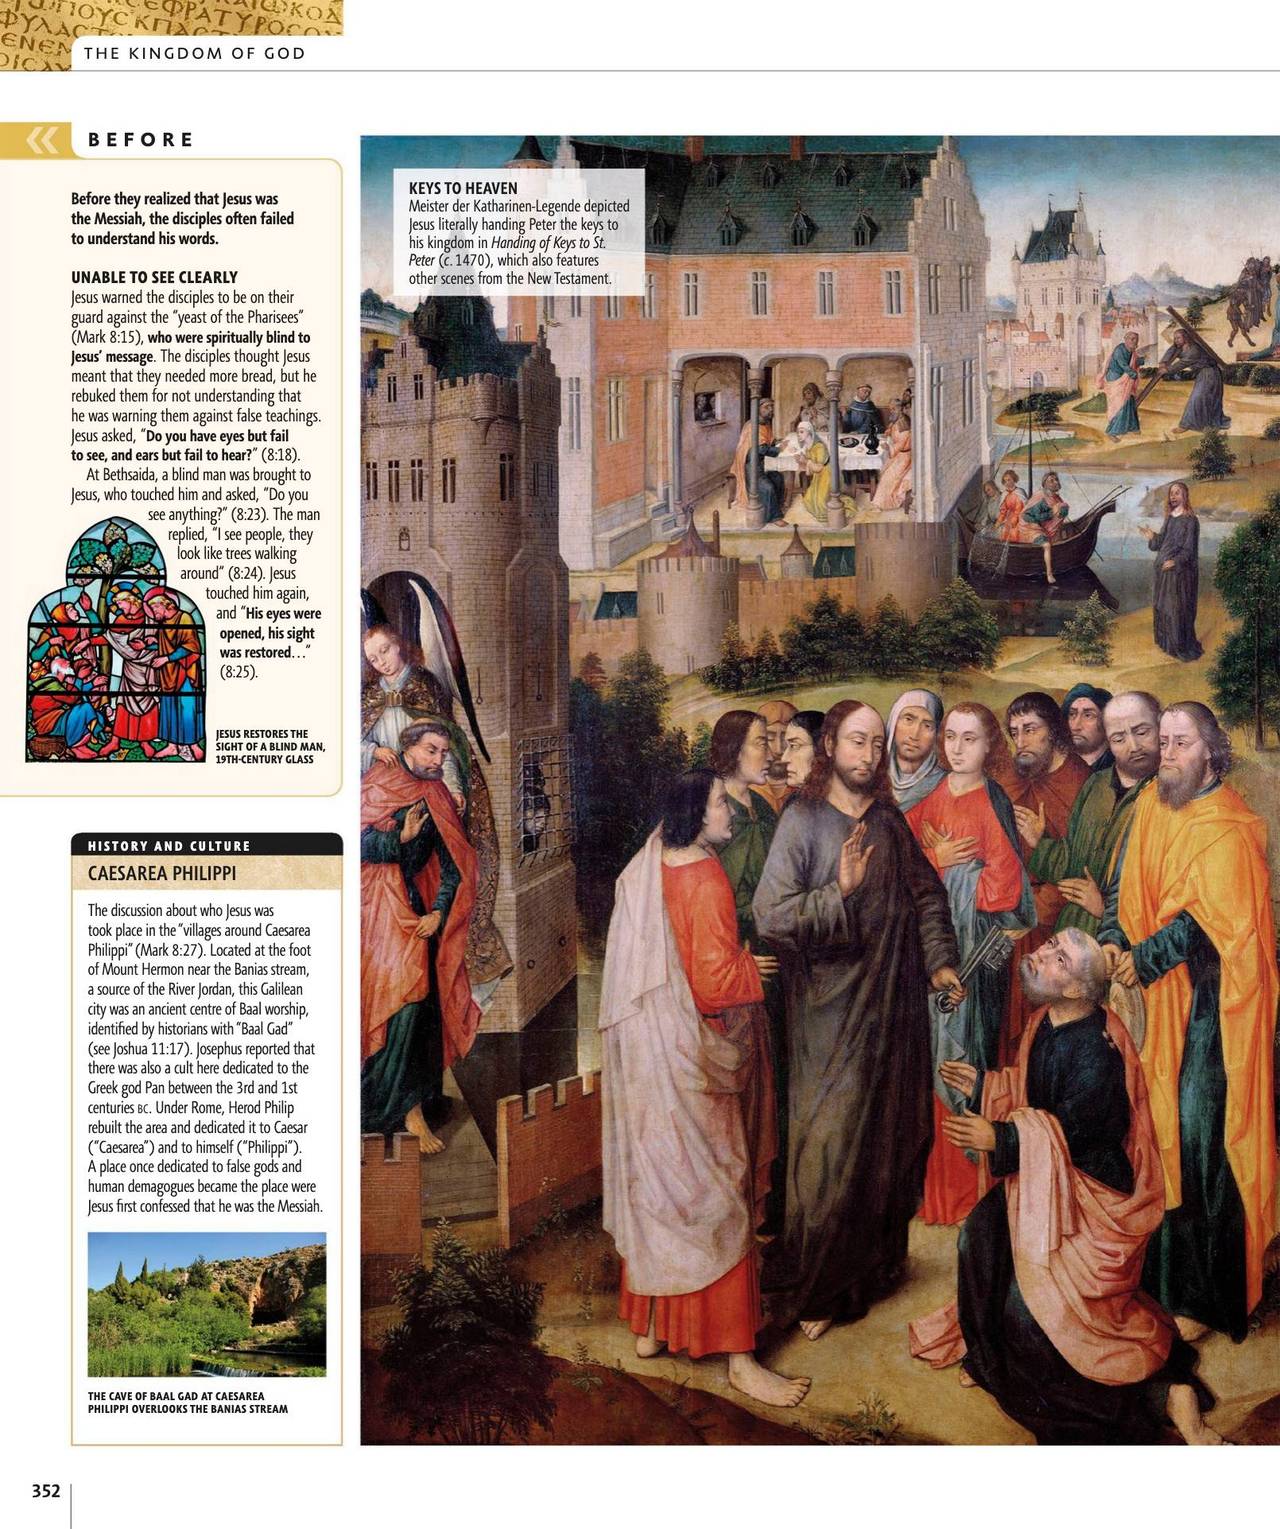 THE KINGDOM OF GOD
BEFORE
Before they realized that Jesus was
the Messiah, the disciples often failed
to understand his words.
UNABLE TO SEE CLEARLY
Jesus warned the disciples to be on their
guard against the “yeast of the Pharisees”
(Mark 8:15), who were spiritually blind to
Jesus’ message. The disciples thought Jesus
meant that they needed more bread, but he
rebuked them for not understanding that
he was warning them against false teachings.
Jesus asked, “Do you have eyes but fail
to see, and ears but fail to hear?” (8:18).
At Bethsaida, a blind man was brought to
Jesus, who touched him and asked, “Do you
see anything?” (8:23). The man
replied, “I see people, they
look like trees walking
around” (8:24). Jesus
touched him again,
and “His eyes were
opened, his sight
was restored…”
(8:25).
JESUS RESTORES THE
SIGHT OF A BLIND MAN,
19TH-CENTURY GLASS
HISTORY AND CULTURE
CAESAREA PHILIPPI
The discussion about who Jesus was
took place in the “villages around Caesarea
Philippi” (Mark 8:27). Located at the foot
of Mount Hermon near the Banias stream,
a source of the River Jordan, this Galilean
city was an ancient centre of Baal worship,
identified by historians with “Baal Gad”
(see Joshua 11:17). Josephus reported that
there was also a cult here dedicated to the
Greek god Pan between the 3rd and 1st
centuries BC. Under Rome, Herod Philip
rebuilt the area and dedicated it to Caesar
(“Caesarea”) and to himself (“Philippi”).
A place once dedicated to false gods and
human demagogues became the place were
Jesus first confessed that he was the Messiah.
THE CAVE OF BAAL GAD AT CAESAREA
PHILIPPI OVERLOOKS THE BANIAS STREAM
KEYS TO HEAVEN
Meister der Katharinen-Legende depicted
Jesus literally handing Peter the keys to
his kingdom in Handing of Keys to St.
Peter (c. 1470), which also features
other scenes from the New Testament.
352